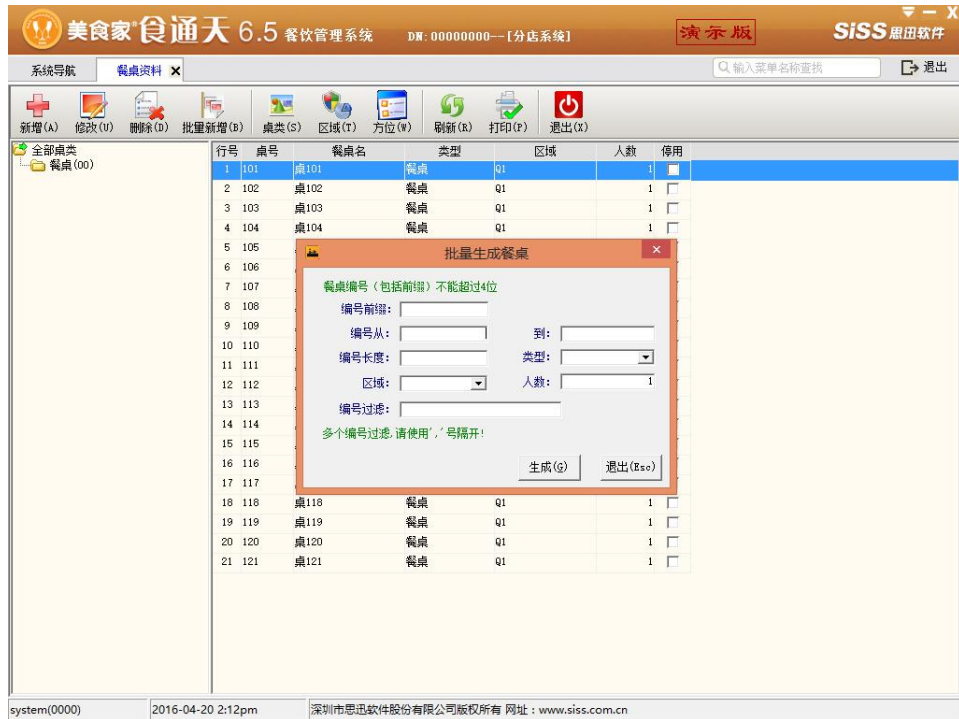 美食家 食通天 6.5 餐饮管理系统 DW:00000000--[分店系统] 演示版 SiSS 思迅软件
系统导航 餐桌资料 输入菜单名称查找 退出
新增(A) 修改(U) 删除(D) 批量新增(B) 桌类(S) 区域(T) 方位(W) 刷新(R) 打印(P) 退出(X)
全部桌类
餐桌(00)
行号 桌号 餐桌名 类型 区域 人数 停用
1 101 桌101 餐桌 Q1 1
2 102 桌102 餐桌 Q1 1
3 103 桌103 餐桌 Q1 1
4 104 桌104 餐桌 Q1 1
5 105
6 106
7 107
8 108
9 109
10 110
11 111
12 112
13 113
14 114
15 115
16 116
17 117
18 118 桌118 餐桌 Q1 1
19 119 桌119 餐桌 Q1 1
20 120 桌120 餐桌 Q1 1
21 121 桌121 餐桌 Q1 1
批量生成餐桌
餐桌编号（包括前缀）不能超过4位
编号前缀:
编号从: 到:
编号长度: 类型:
区域: 人数: 1
编号过滤:
多个编号过滤,请使用','号隔开!
生成(G) 退出(Esc)
system(0000) 2016-04-20 2:12pm 深圳市思迅软件股份有限公司版权所有 网址：www.siss.com.cn